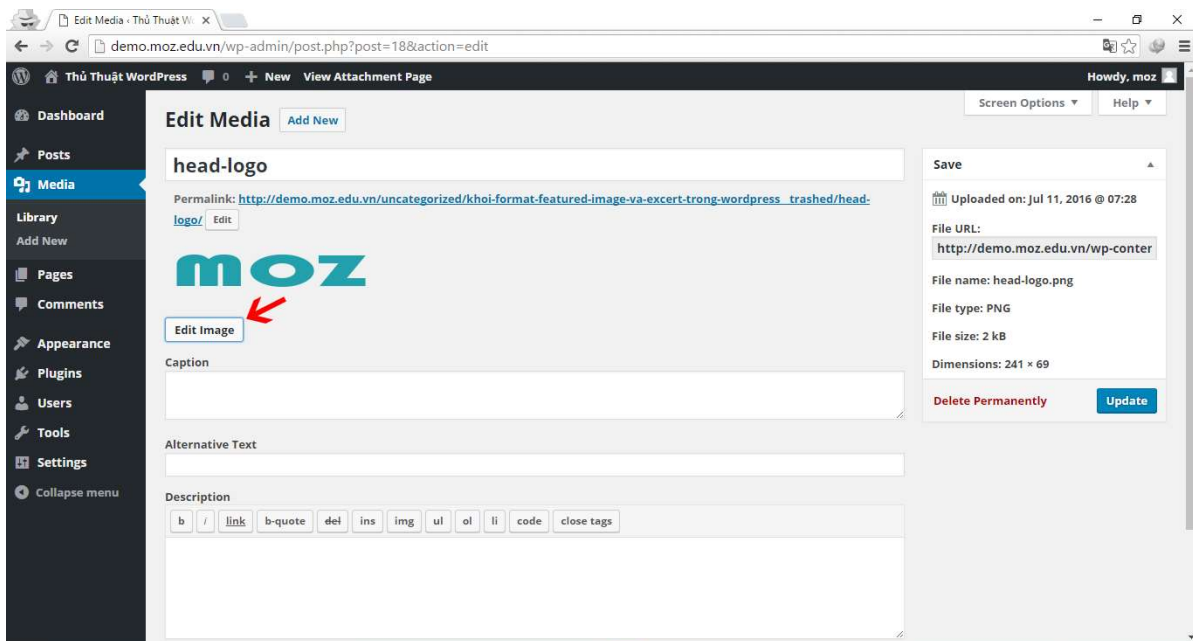 Edit Media ‹ Thủ Thuật W
demo.moz.edu.vn/wp-admin/post.php?post=18&action=edit
Thủ Thuật WordPress 0 + New View Attachment Page Howdy, moz
Screen Options ▼ Help ▼
Dashboard
Posts
Media
Library
Add New
Pages
Comments
Appearance
Plugins
Users
Tools
Settings
Collapse menu
Edit Media Add New
head-logo
Permalink: http://demo.moz.edu.vn/uncategorized/khoi-format-featured-image-va-excert-trong-wordpress__trashed/head-
logo/ Edit
moz
Edit Image
Caption
Alternative Text
Description
b i link b-quote del ins img ul ol li code close tags
Save
Uploaded on: Jul 11, 2016 @ 07:28
File URL:
http://demo.moz.edu.vn/wp-conter
File name: head-logo.png
File type: PNG
File size: 2 kB
Dimensions: 241 × 69
Delete Permanently Update